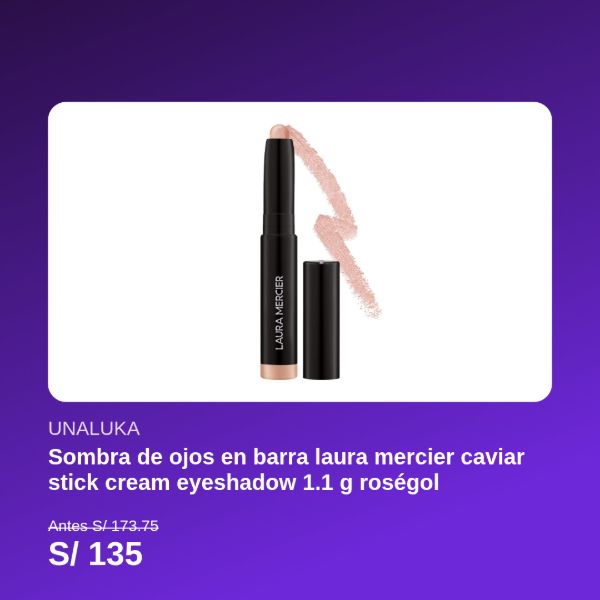 LAURA MERCIER
UNALUKA
Sombra de ojos en barra laura mercier caviar
stick cream eyeshadow 1.1 g roségol
Antes S/ 173.75
S/ 135